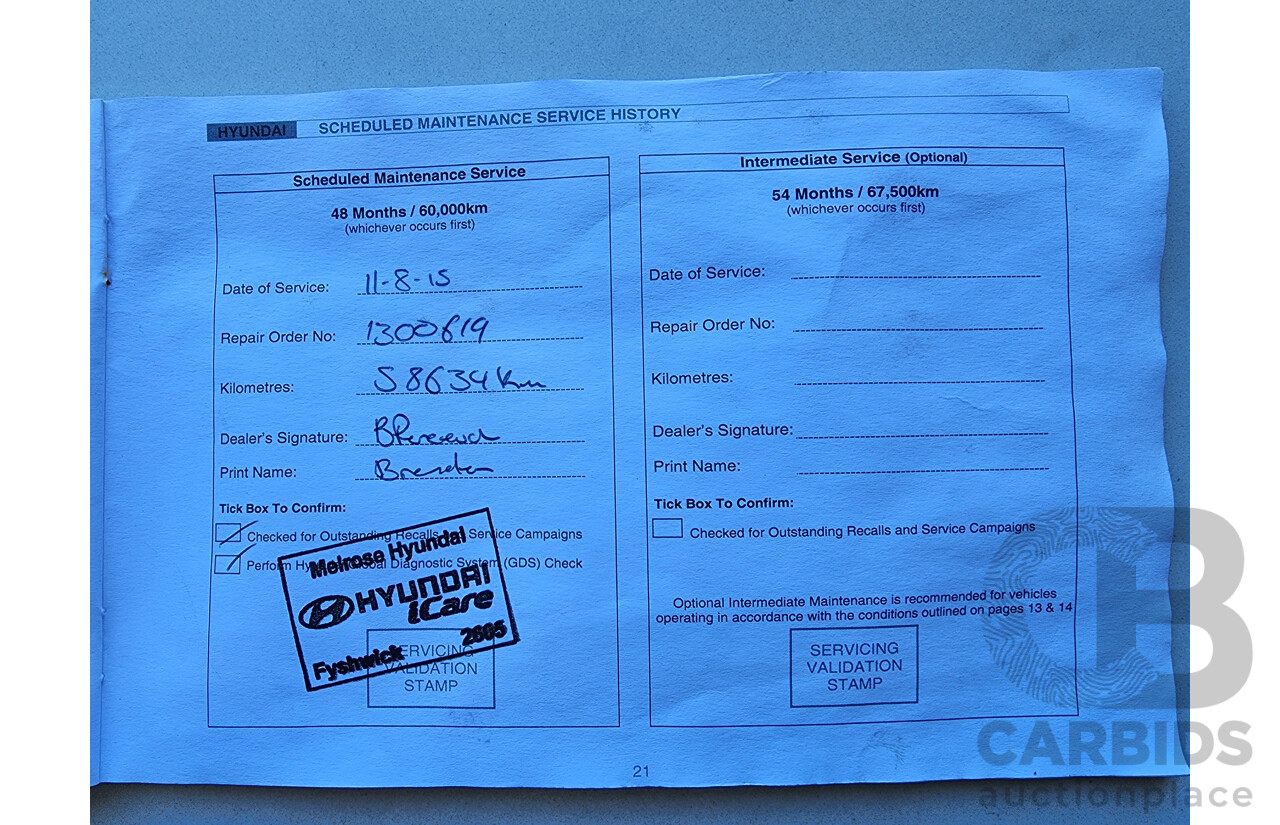 HYUNDAI SCHEDULED MAINTENANCE SERVICE HISTORY
Scheduled Maintenance Service
48 Months / 60,000km
(whichever occurs first)
Date of Service: 11-8-15
Repair Order No: 1300619
Kilometres: 58634km
Dealer's Signature:
Print Name:
Tick Box To Confirm:
Checked for Outstanding Recalls and Service Campaigns
Perform Hyundai Global Diagnostic System (GDS) Check
Melrose Hyundai
HYUNDAI
iCare
Fyshwick 2605
SERVICING
VALIDATION
STAMP
Intermediate Service (Optional)
54 Months / 67,500km
(whichever occurs first)
Date of Service:
Repair Order No:
Kilometres:
Dealer's Signature:
Print Name:
Tick Box To Confirm:
Checked for Outstanding Recalls and Service Campaigns
Optional Intermediate Maintenance is recommended for vehicles
operating in accordance with the conditions outlined on pages 13 & 14
SERVICING
VALIDATION
STAMP
21
CB
CARBIDS
auctionplace